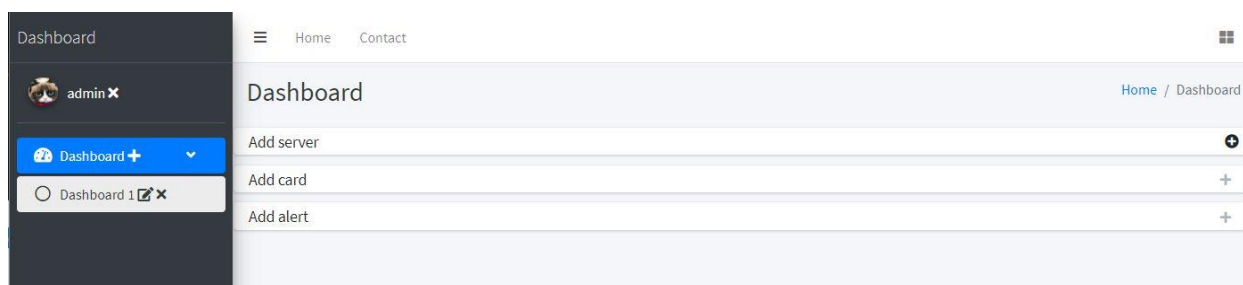 Dashboard
Home Contact
admin
Dashboard
Home / Dashboard
Dashboard
Dashboard 1
Add server
Add card
Add alert